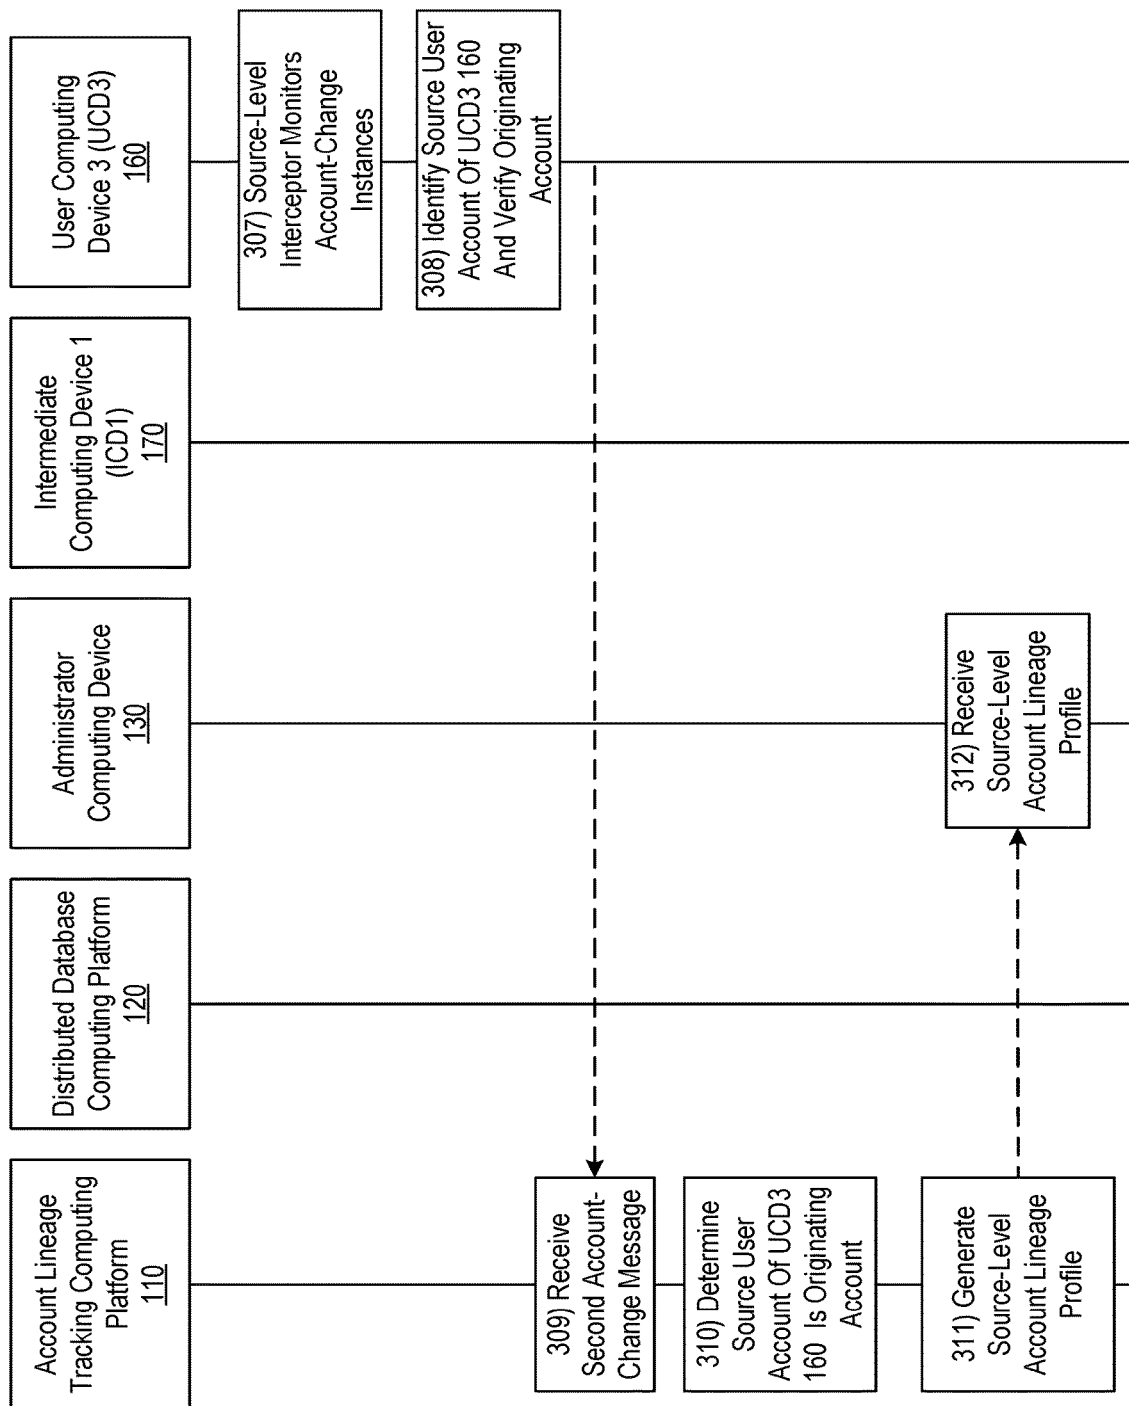 Account Lineage
Tracking Computing
Platform
110
Distributed Database
Computing Platform
120
Administrator
Computing Device
130
Intermediate
Computing Device 1
(ICD1)
170
User Computing
Device 3 (UCD3)
160
307) Source-Level
Interceptor Monitors
Account-Change
Instances
308) Identify Source User
Account Of UCD3 160
And Verify Originating
Account
309) Receive
Second Account-
Change Message
310) Determine
Source User
Account Of UCD3
160 Is Originating
Account
311) Generate
Source-Level
Account Lineage
Profile
312) Receive
Source-Level
Account Lineage
Profile